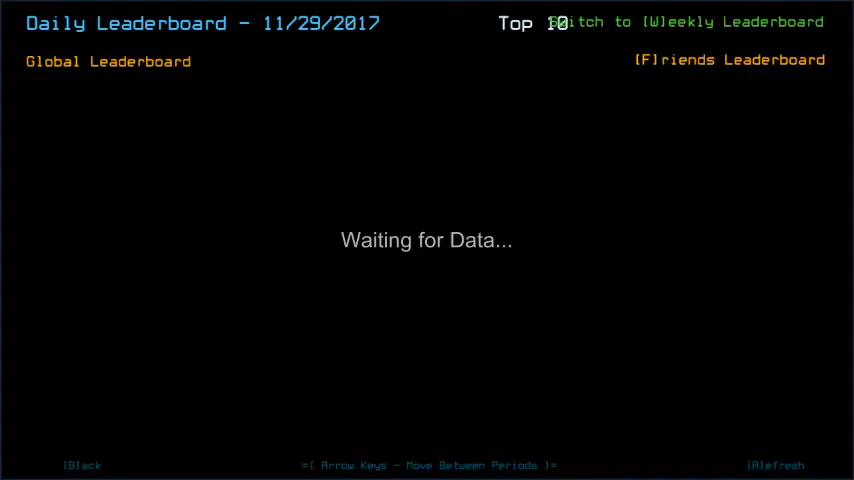 Daily Leaderboard - 11/29/2017
Top 10
Switch to [W]eekly Leaderboard
Global Leaderboard
[F]riends Leaderboard
Waiting for Data...
[B]ack
=[ Arrow Keys - Move Between Periods ]=
[R]efresh